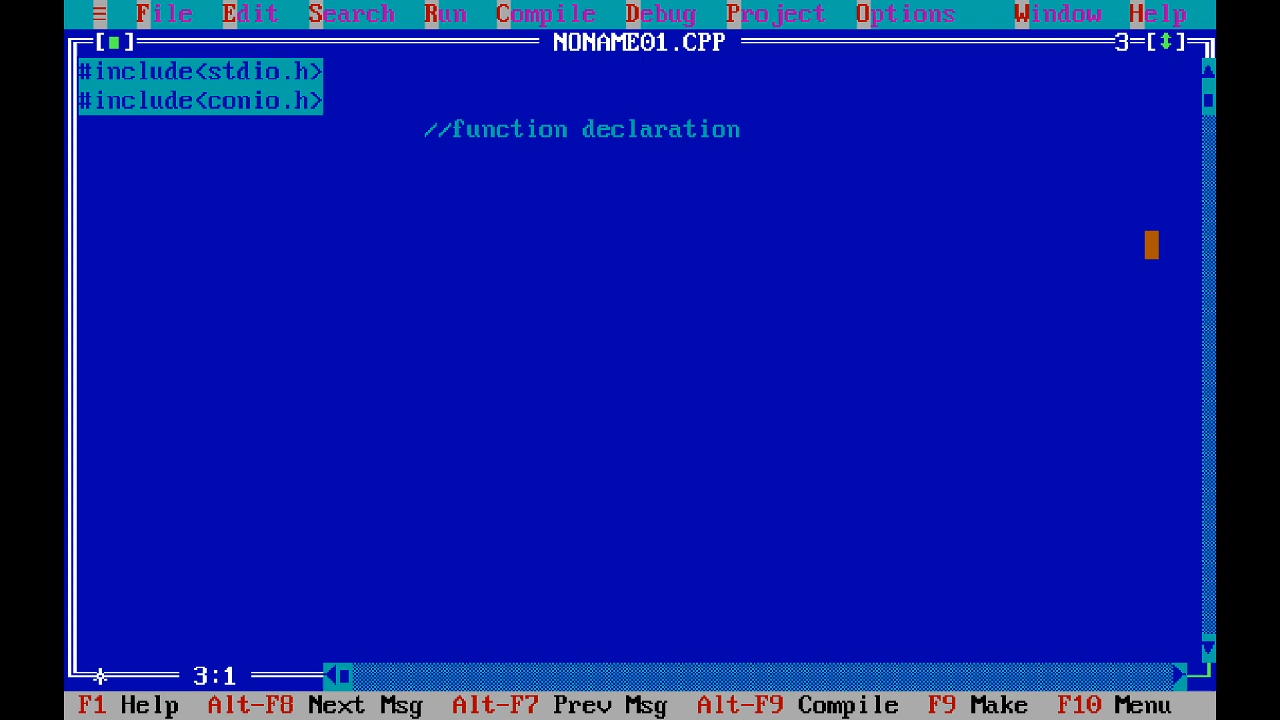 ≡ File Edit Search Run Compile Debug Project Options Window Help
[■] NONAME01.CPP 3=[↕]
#include<stdio.h>
#include<conio.h>
//function declaration
3:1
F1 Help Alt-F8 Next Msg Alt-F7 Prev Msg Alt-F9 Compile F9 Make F10 Menu